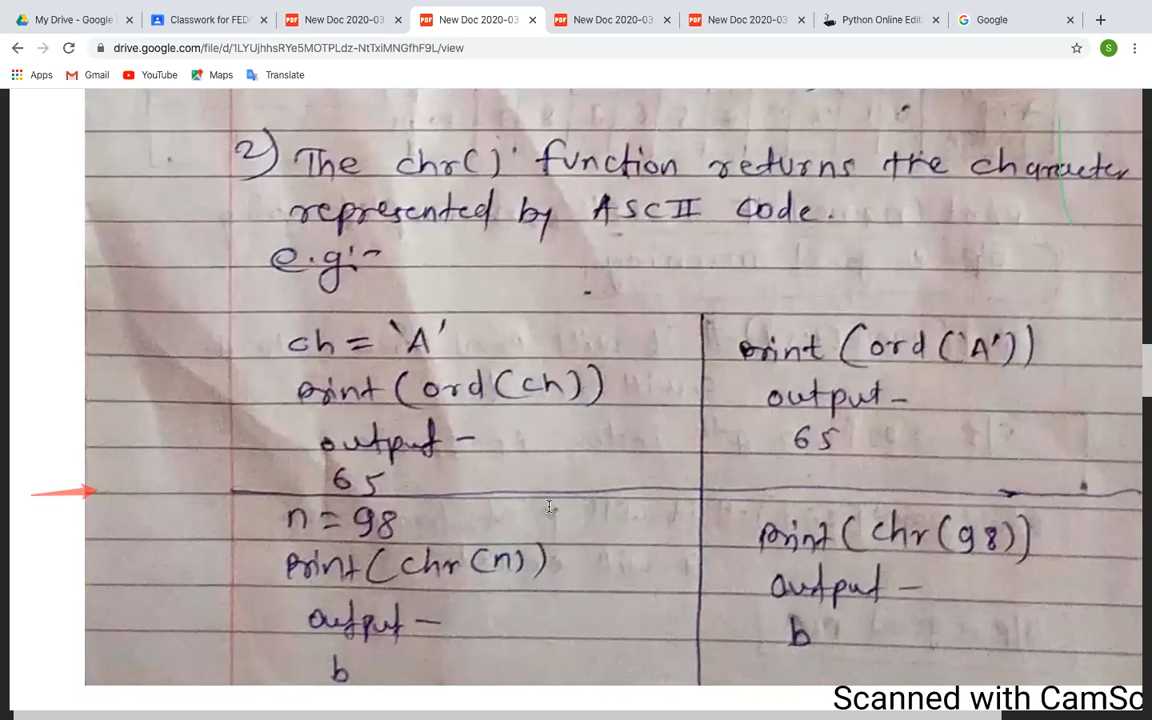 My Drive - Google
Classwork for FED
New Doc 2020-03
New Doc 2020-03
New Doc 2020-03
New Doc 2020-03
Python Online Edit
Google
drive.google.com/file/d/1LYUjhhsRYe5MOTPLdz-NtTxiMNGfhF9L/view
S
Apps
Gmail
YouTube
Maps
Translate
2) The chr() function returns the character
represented by ASCII Code.
e.g:-
ch = 'A'
print (ord (ch))
output -
65
print (ord ('A'))
output -
65
n = 98
print (chr (n))
output -
b
print (chr (98))
output -
b
Scanned with CamSc